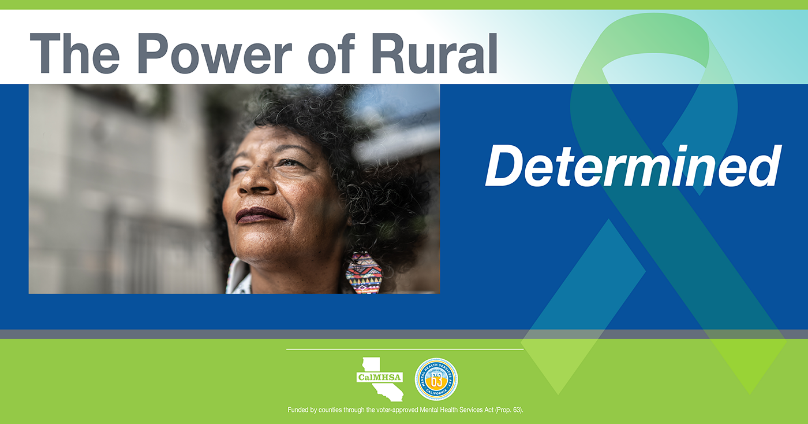 The Power of Rural
Determined
CalMHSA
Funded by counties through the voter-approved Mental Health Services Act (Prop. 63).